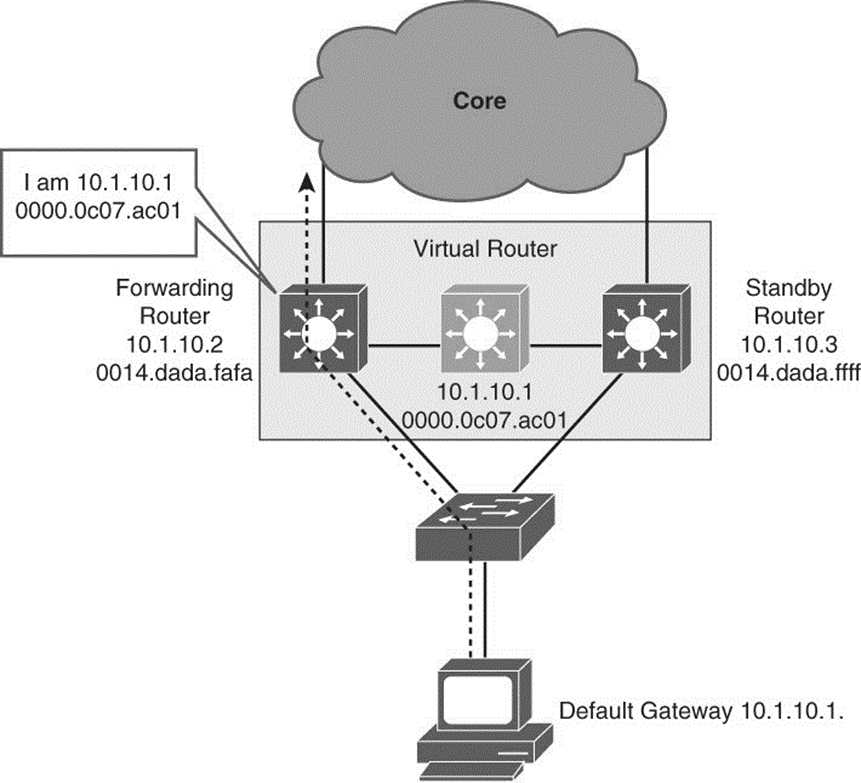 Core
I am 10.1.10.1
0000.0c07.ac01
Virtual Router
Forwarding
Router
10.1.10.2
0014.dada.fafa
10.1.10.1
0000.0c07.ac01
Standby
Router
10.1.10.3
0014.dada.ffff
Default Gateway 10.1.10.1.